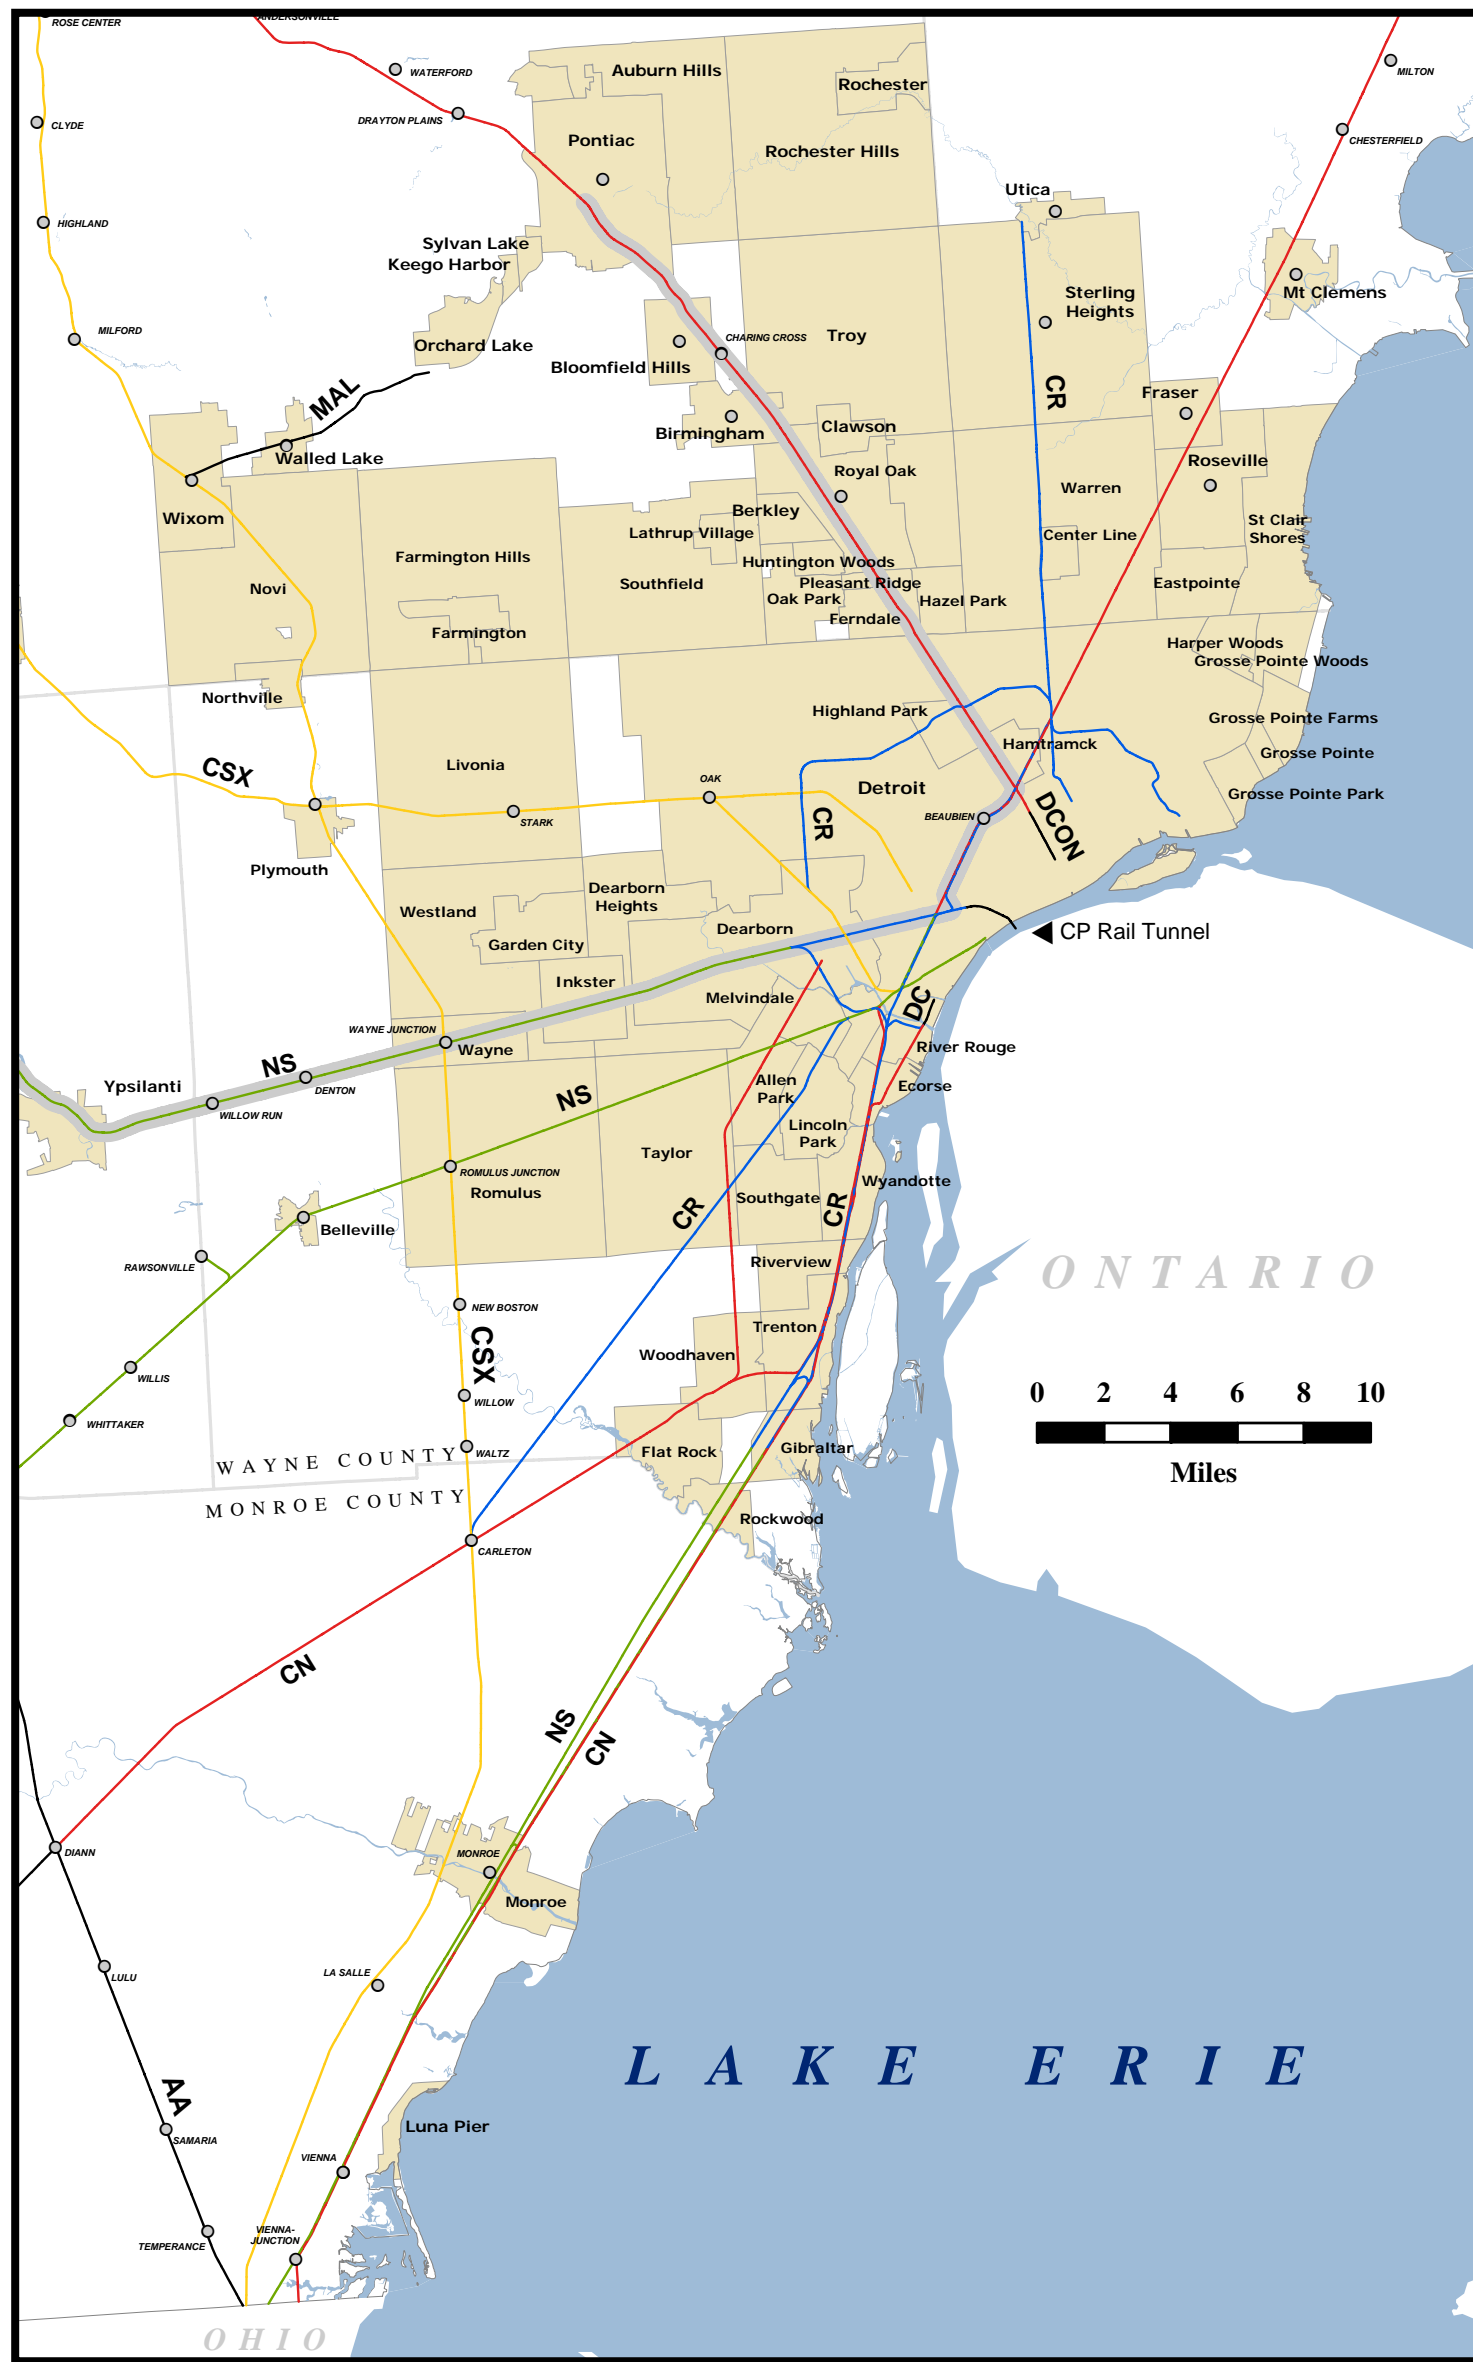 ROSE CENTER
ANDERSONVILLE
WATERFORD
MILTON
Auburn Hills
Rochester
DRAYTON PLAINS
CLYDE
CHESTERFIELD
Pontiac
Rochester Hills
Utica
HIGHLAND
Sylvan Lake
Keego Harbor
Sterling
Heights
Mt Clemens
MILFORD
CHARING CROSS
Troy
Orchard Lake
Bloomfield Hills
MAL
CR
Fraser
Birmingham
Clawson
Walled Lake
Royal Oak
Roseville
Warren
Wixom
Berkley
St Clair
Shores
Lathrup Village
Center Line
Farmington Hills
Huntington Woods
Southfield
Pleasant Ridge
Eastpointe
Novi
Oak Park
Hazel Park
Ferndale
Farmington
Harper Woods
Grosse Pointe Woods
Northville
Highland Park
Grosse Pointe Farms
Hamtramck
Grosse Pointe
CSX
Livonia
OAK
Detroit
Grosse Pointe Park
STARK
BEAUBIEN
CR
DCON
Plymouth
Dearborn
Heights
Westland
Dearborn
CP Rail Tunnel
Garden City
Inkster
Melvindale
DC
WAYNE JUNCTION
Wayne
River Rouge
NS
Ypsilanti
DENTON
Allen
Park
Ecorse
WILLOW RUN
NS
Lincoln
Park
Taylor
ROMULUS JUNCTION
Romulus
Wyandotte
Southgate
CR
CR
Belleville
RAWSONVILLE
Riverview
ONTARIO
NEW BOSTON
Trenton
CSX
Woodhaven
WILLIS
0 2 4 6 8 10
WILLOW
WHITTAKER
Miles
WALTZ
Flat Rock
Gibraltar
WAYNE COUNTY
MONROE COUNTY
Rockwood
CARLETON
CN
NS
CN
DIANN
MONROE
Monroe
LA SALLE
LULU
LAKE ERIE
AA
Luna Pier
SAMARIA
VIENNA
VIENNA-
JUNCTION
TEMPERANCE
OHIO